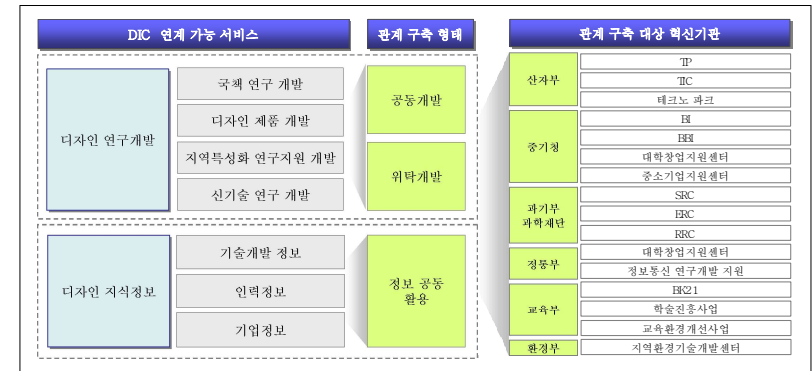 DIC 연계 가능 서비스
관계 구축 형태
관계 구축 대상 혁신기관
디자인 연구개발
국책 연구 개발
디자인 제품 개발
지역특성화 연구지원 개발
신기술 연구 개발
공동개발
위탁개발
디자인 지식정보
기술개발 정보
인력정보
기업정보
정보 공동
활용
산자부
TP
TIC
테크노 파크
중기청
BI
BBI
대학창업지원센터
중소기업지원센터
과기부
과학재단
SRC
ERC
RRC
정통부
대학창업지원센터
정보통신 연구개발 지원
교육부
BK21
학술진흥사업
교육환경개선사업
환경부
지역환경기술개발센터